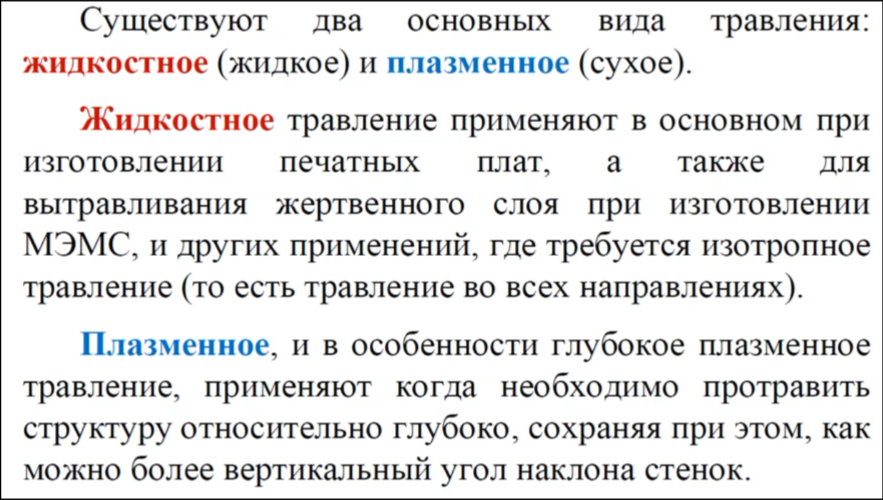 Существуют два основных вида травления:
жидкостное (жидкое) и плазменное (сухое).
Жидкостное травление применяют в основном при
изготовлении печатных плат, а также для
вытравливания жертвенного слоя при изготовлении
МЭМС, и других применений, где требуется изотропное
травление (то есть травление во всех направлениях).
Плазменное, и в особенности глубокое плазменное
травление, применяют когда необходимо протравить
структуру относительно глубоко, сохраняя при этом, как
можно более вертикальный угол наклона стенок.